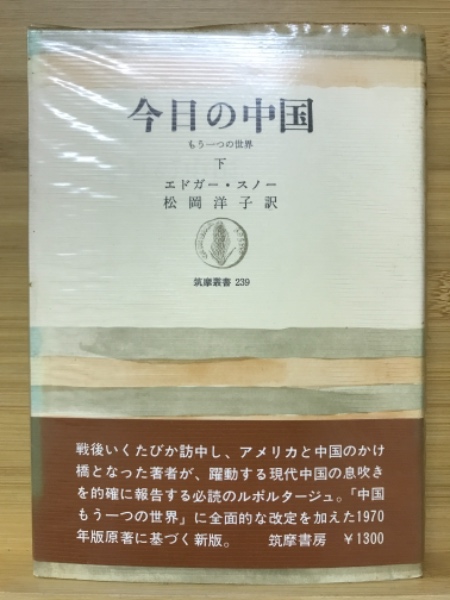 今日の中国
もう一つの世界
下
エドガー・スノー
松岡洋子訳
筑摩叢書 239
戦後いくたびか訪中し、アメリカと中国のかけ
橋となった著者が、躍動する現代中国の息吹き
を的確に報告する必読のルポルタージュ。「中国
もう一つの世界」に全面的な改定を加えた1970
年版原著に基づく新版。 筑摩書房 ￥1300